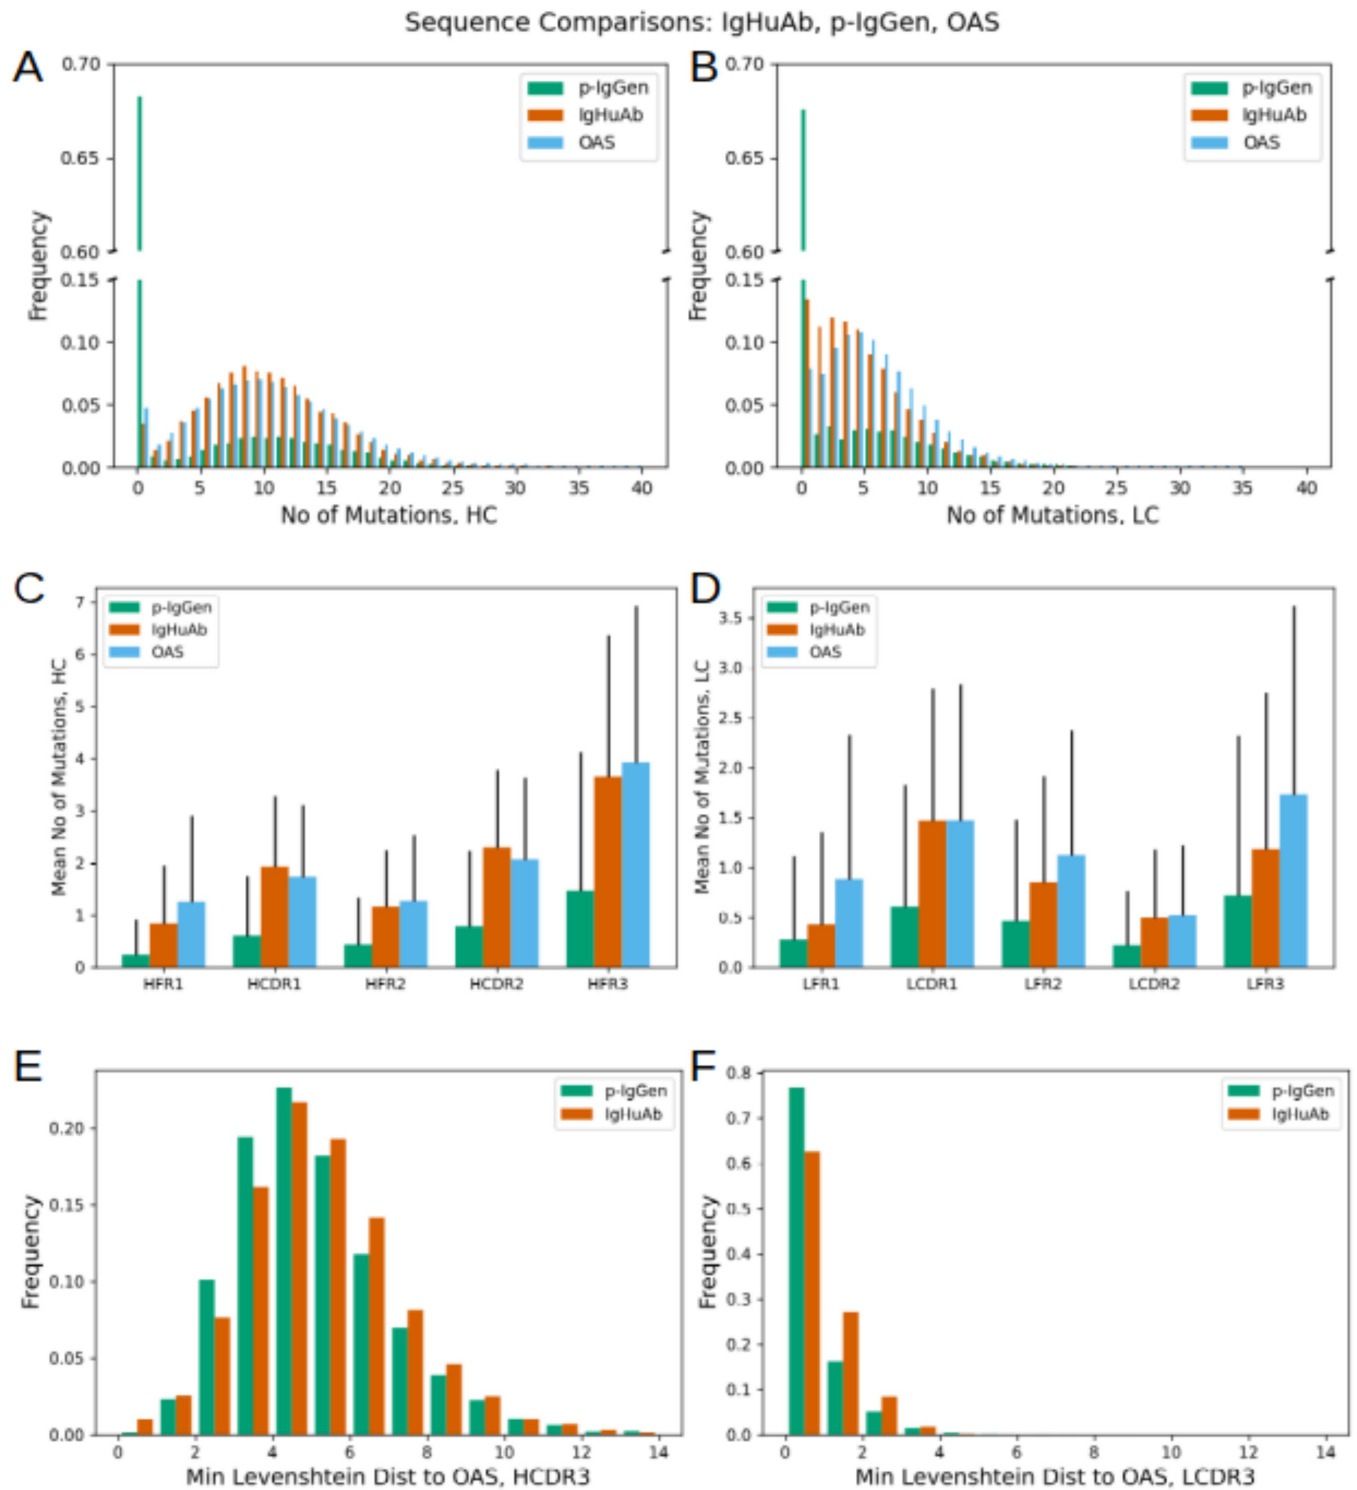 Sequence Comparisons: IgHuAb, p-IgGen, OAS
A
0.70
0.65
0.60
0.15
0.10
0.05
0.00
Frequency
p-IgGen
IgHuAb
OAS
0 5 10 15 20 25 30 35 40
No of Mutations, HC
B
0.70
0.65
0.60
0.15
0.10
0.05
0.00
Frequency
p-IgGen
IgHuAb
OAS
0 5 10 15 20 25 30 35 40
No of Mutations, LC
C
7
6
5
4
3
2
1
0
Mean No of Mutations, HC
p-IgGen
IgHuAb
OAS
HFR1 HCDR1 HFR2 HCDR2 HFR3
D
3.5
3.0
2.5
2.0
1.5
1.0
0.5
0.0
Mean No of Mutations, LC
p-IgGen
IgHuAb
OAS
LFR1 LCDR1 LFR2 LCDR2 LFR3
E
0.20
0.15
0.10
0.05
0.00
Frequency
p-IgGen
IgHuAb
0 2 4 6 8 10 12 14
Min Levenshtein Dist to OAS, HCDR3
F
0.8
0.7
0.6
0.5
0.4
0.3
0.2
0.1
0.0
Frequency
p-IgGen
IgHuAb
0 2 4 6 8 10 12 14
Min Levenshtein Dist to OAS, LCDR3